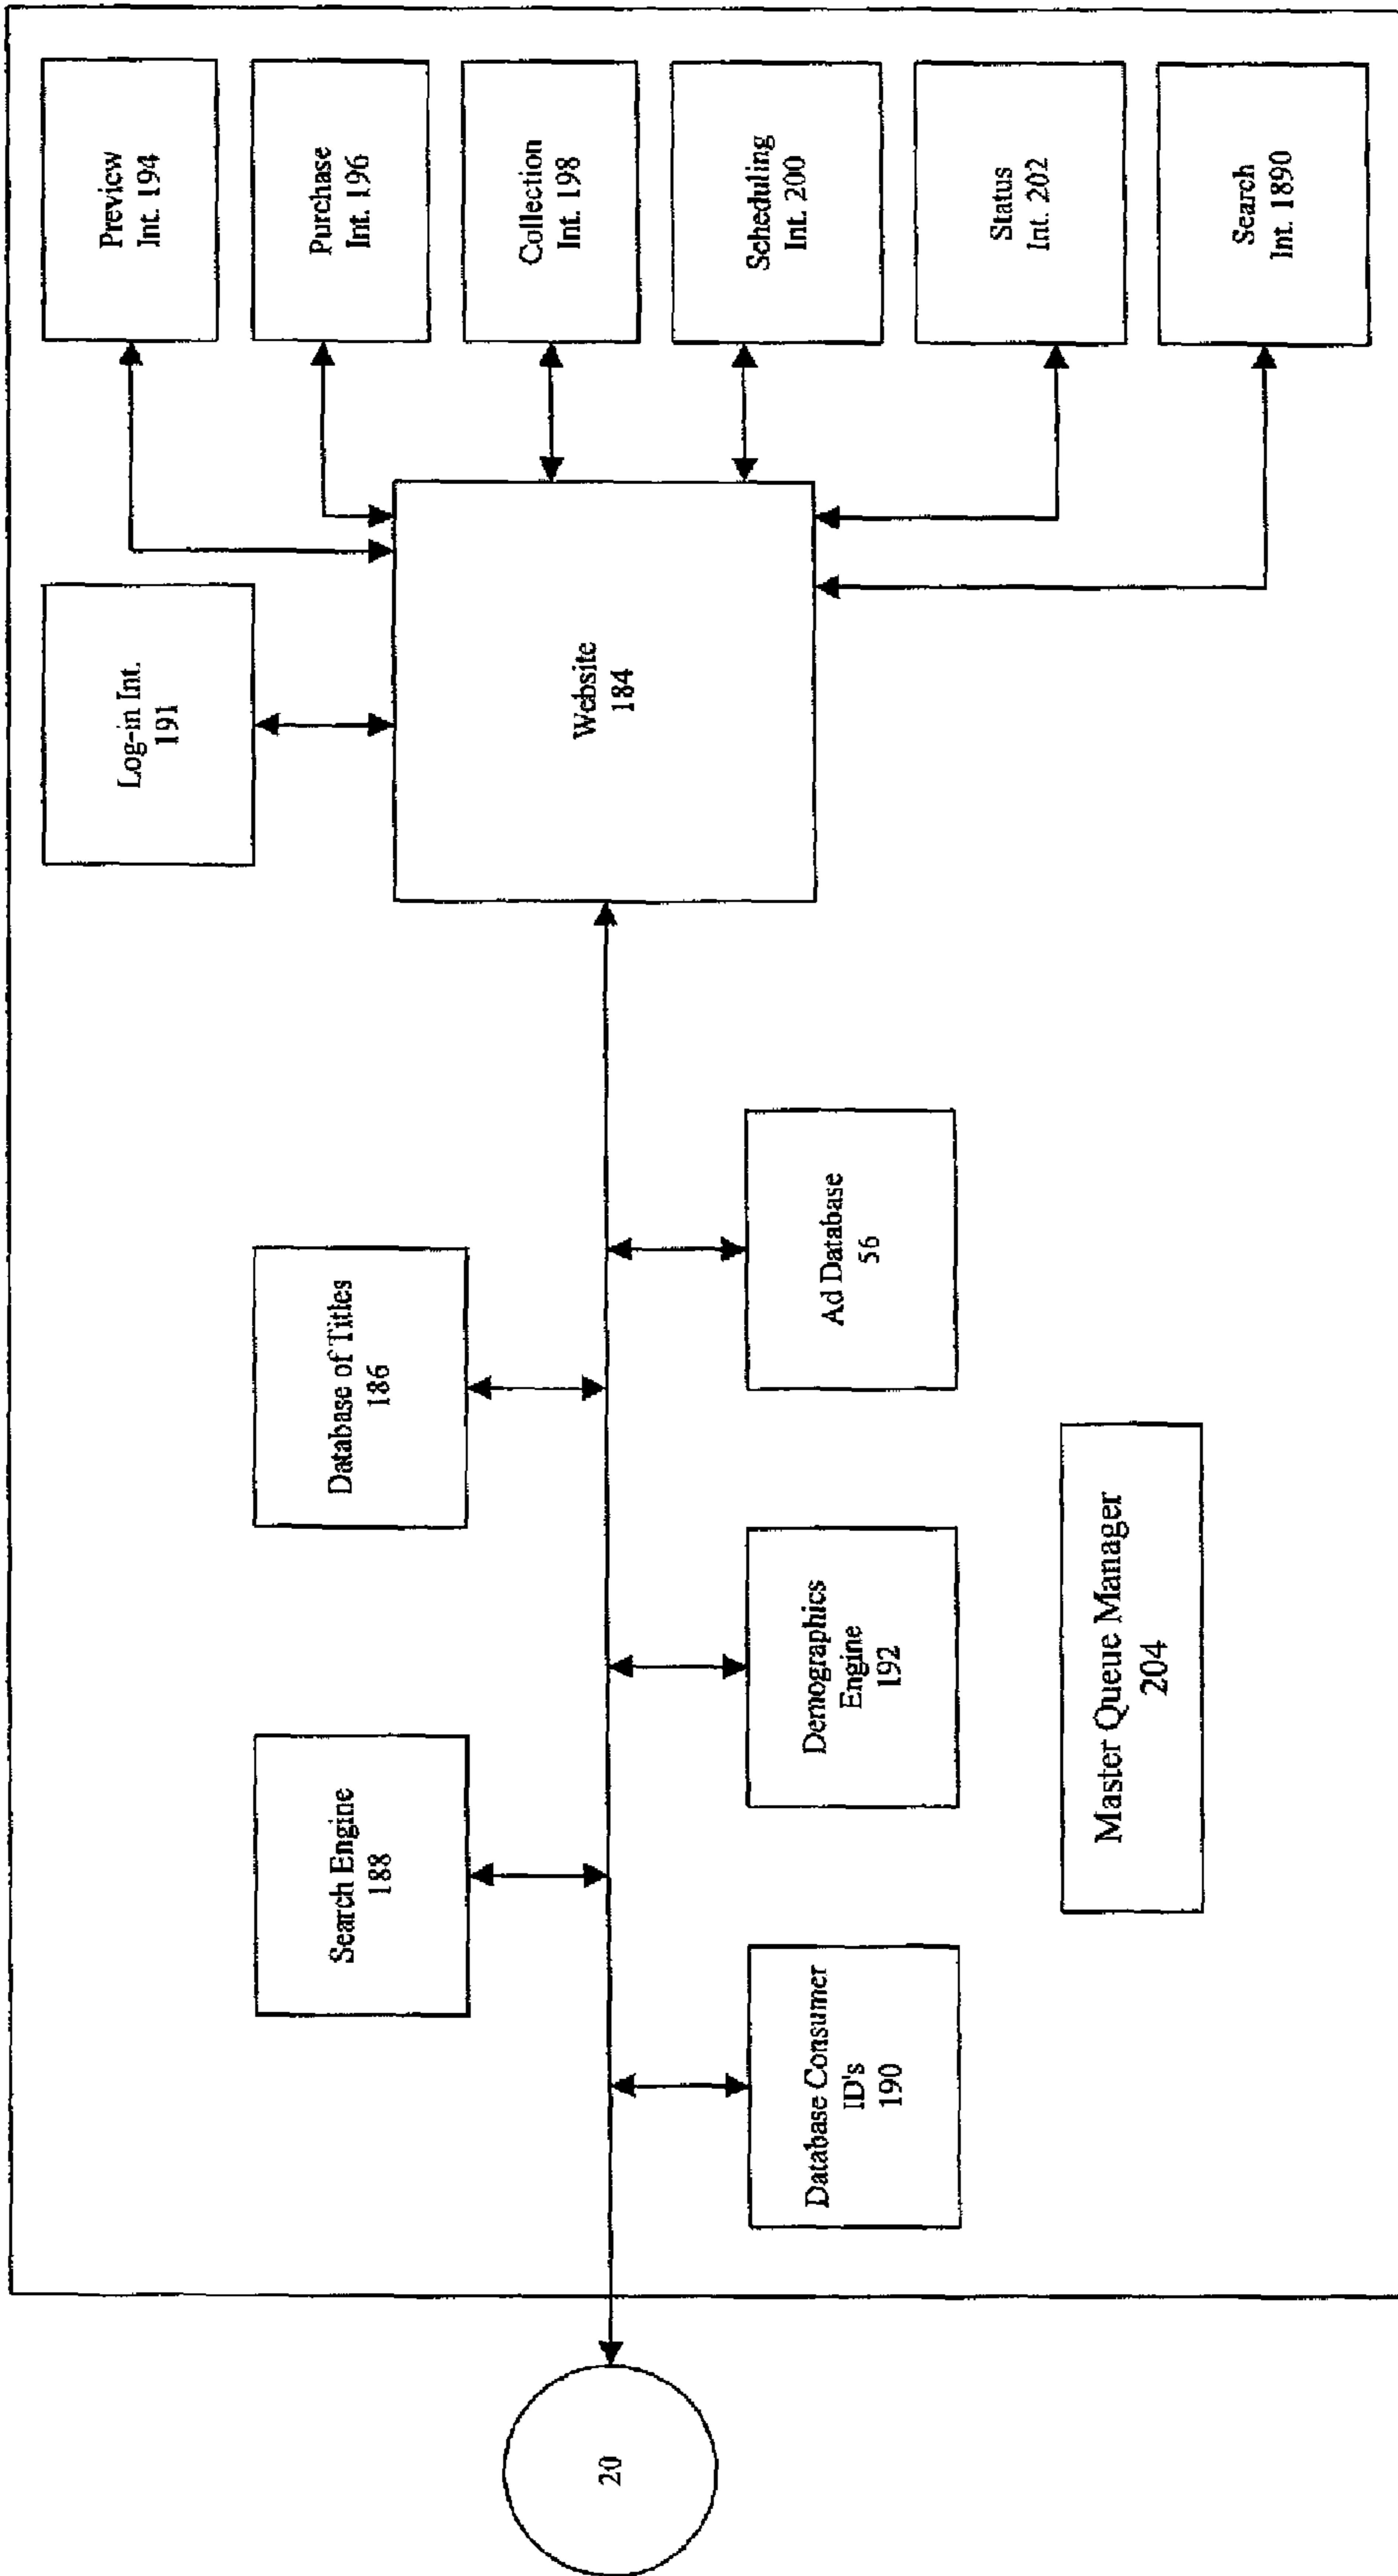 Preview
Int. 194
Purchase
Int. 196
Collection
Int. 198
Scheduling
Int. 200
Status
Int. 202
Search
Int. 1890
Log-in Int.
191
Website
184
Database of Titles
186
Ad Database
56
Search Engine
188
Demographics
Engine
192
Database Consumer
ID's
190
Master Queue Manager
204
20